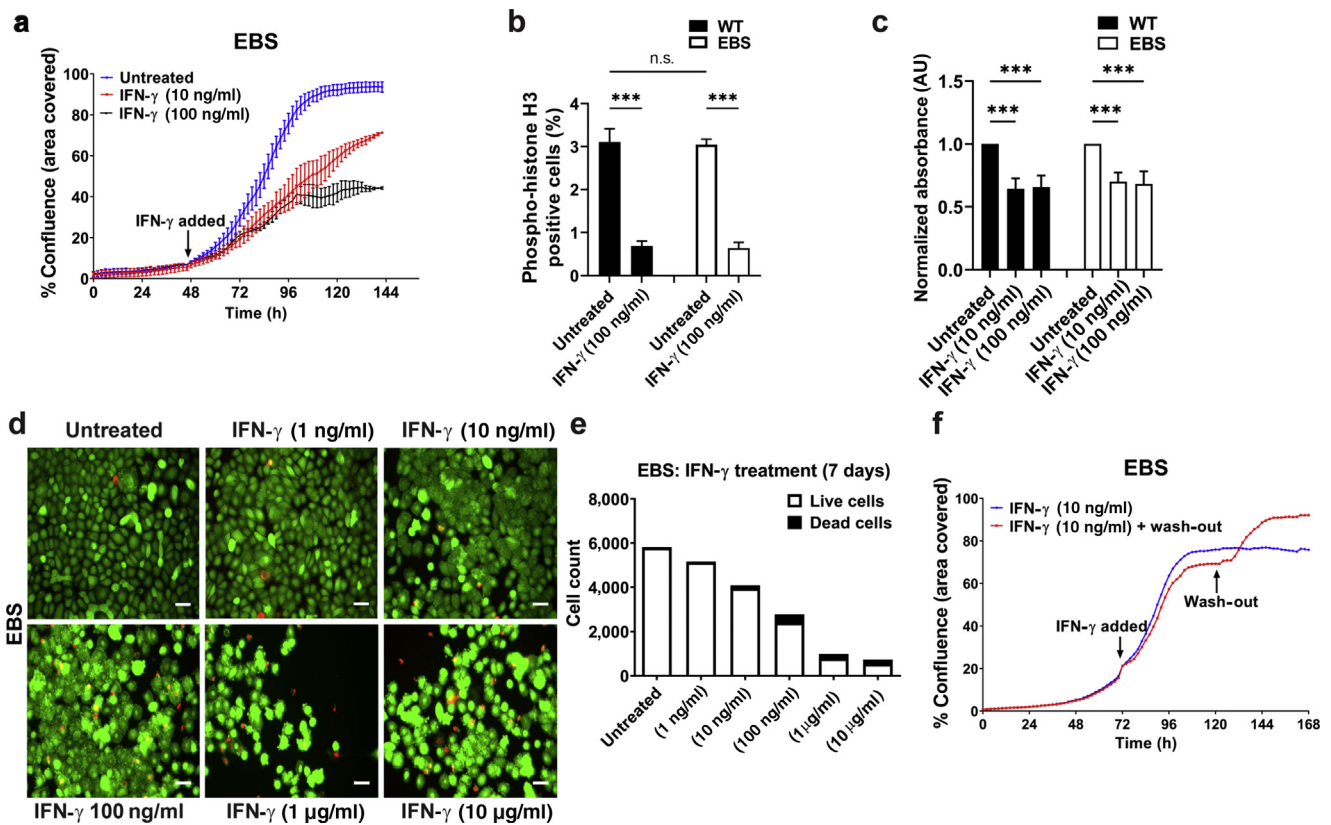 a
EBS
Untreated
IFN-γ (10 ng/ml)
IFN-γ (100 ng/ml)
IFN-γ added
% Confluence (area covered)
100
80
60
40
20
0
0 24 48 72 96 120 144
Time (h)
b
WT
EBS
n.s.
*** ***
Phospho-histone H3
positive cells (%)
4
3
2
1
0
Untreated
IFN-γ (100 ng/ml)
Untreated
IFN-γ (100 ng/ml)
c
WT
EBS
*** ***
*** ***
Normalized absorbance (AU)
1.5
1.0
0.5
0.0
Untreated
IFN-γ (10 ng/ml)
IFN-γ (100 ng/ml)
Untreated
IFN-γ (10 ng/ml)
IFN-γ (100 ng/ml)
d
Untreated IFN-γ (1 ng/ml) IFN-γ (10 ng/ml)
EBS
IFN-γ 100 ng/ml) IFN-γ (1 µg/ml) IFN-γ (10 µg/ml)
e
EBS: IFN-γ treatment (7 days)
Live cells
Dead cells
Cell count
8,000
6,000
4,000
2,000
0
Untreated
(1 ng/ml)
(10 ng/ml)
(100 ng/ml)
(1µg/ml)
(10 µg/ml)
f
EBS
IFN-γ (10 ng/ml)
IFN-γ (10 ng/ml) + wash-out
Wash-out
IFN-γ added
% Confluence (area covered)
100
80
60
40
20
0
0 24 48 72 96 120 144 168
Time (h)